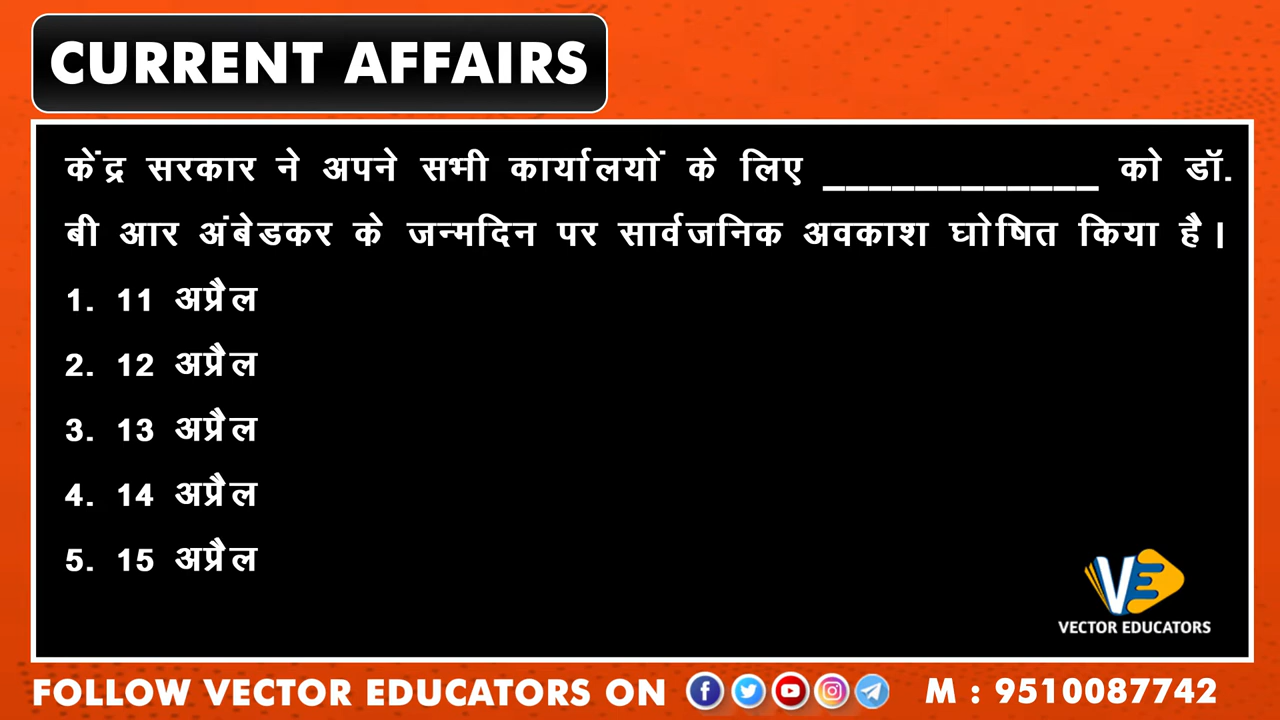 CURRENT AFFAIRS
केंद्र सरकार ने अपने सभी कार्यालयों के लिए ____________ को डॉ.
बी आर अंबेडकर के जन्मदिन पर सार्वजनिक अवकाश घोषित किया है।
1. 11 अप्रैल
2. 12 अप्रैल
3. 13 अप्रैल
4. 14 अप्रैल
5. 15 अप्रैल
VE
VECTOR EDUCATORS
FOLLOW VECTOR EDUCATORS ON M : 9510087742